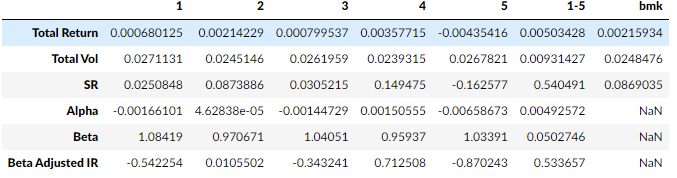 1 2 3 4 5 1-5 bmk
Total Return 0.000680125 0.00214229 0.000799537 0.00357715 -0.00435416 0.00503428 0.00215934
Total Vol 0.0271131 0.0245146 0.0261959 0.0239315 0.0267821 0.00931427 0.0248476
SR 0.0250848 0.0873886 0.0305215 0.149475 -0.162577 0.540491 0.0869035
Alpha -0.00166101 4.62838e-05 -0.00144729 0.00150555 -0.00658673 0.00492572 NaN
Beta 1.08419 0.970671 1.04051 0.95937 1.03391 0.0502746 NaN
Beta Adjusted IR -0.542254 0.0105502 -0.343241 0.712508 -0.870243 0.533657 NaN